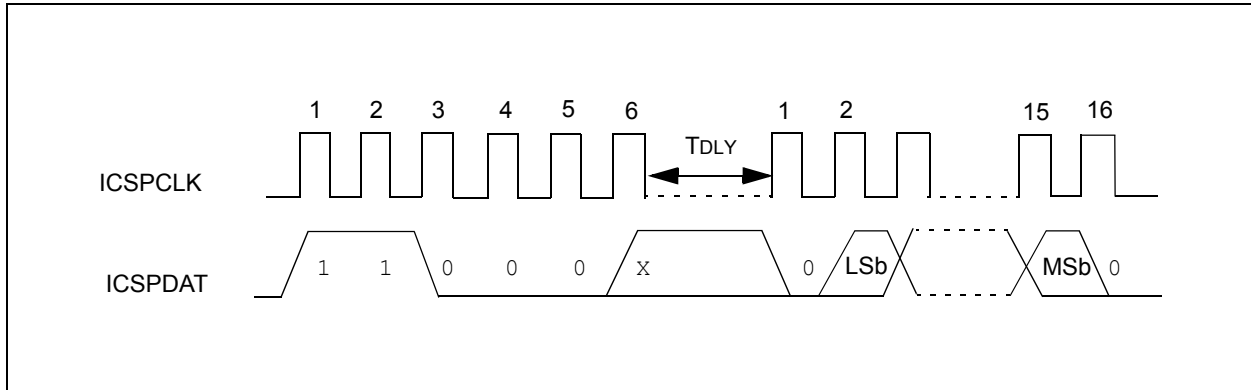 1 2 3 4 5 6 1 2 15 16
TDLY
ICSPCLK
ICSPDAT 1 1 0 0 0 X 0 LSb MSb 0